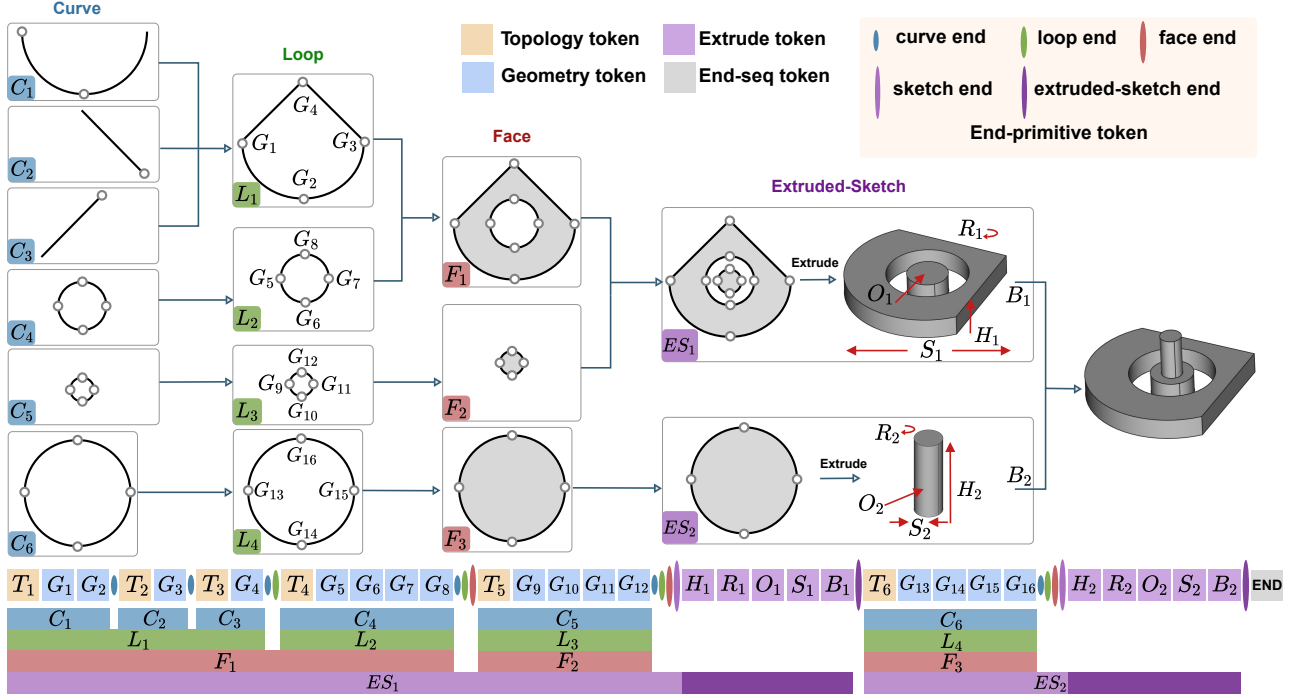 Curve
C₁
C₂
C₃
C₄
C₅
C₆
Loop
G₄
G₁ G₃
G₂
L₁
G₈
G₅ G₇
G₆
L₂
G₁₂
G₉ G₁₁
G₁₀
L₃
G₁₆
G₁₃ G₁₅
G₁₄
L₄
Topology token
Extrude token
Geometry token
End-seq token
curve end
loop end
face end
sketch end
extruded-sketch end
End-primitive token
Face
F₁
F₂
F₃
Extruded-Sketch
ES₁
Extrude
R₁
O₁
H₁
S₁
B₁
ES₂
Extrude
R₂
O₂
H₂
S₂
B₂
T₁ G₁ G₂ T₂ G₃ T₃ G₄ T₄ G₅ G₆ G₇ G₈ T₅ G₉ G₁₀ G₁₁ G₁₂ H₁ R₁ O₁ S₁ B₁ T₆ G₁₃ G₁₄ G₁₅ G₁₆ H₂ R₂ O₂ S₂ B₂ END
C₁ C₂ C₃ C₄ C₅ C₆
L₁ L₂ L₃ L₄
F₁ F₂ F₃
ES₁ ES₂